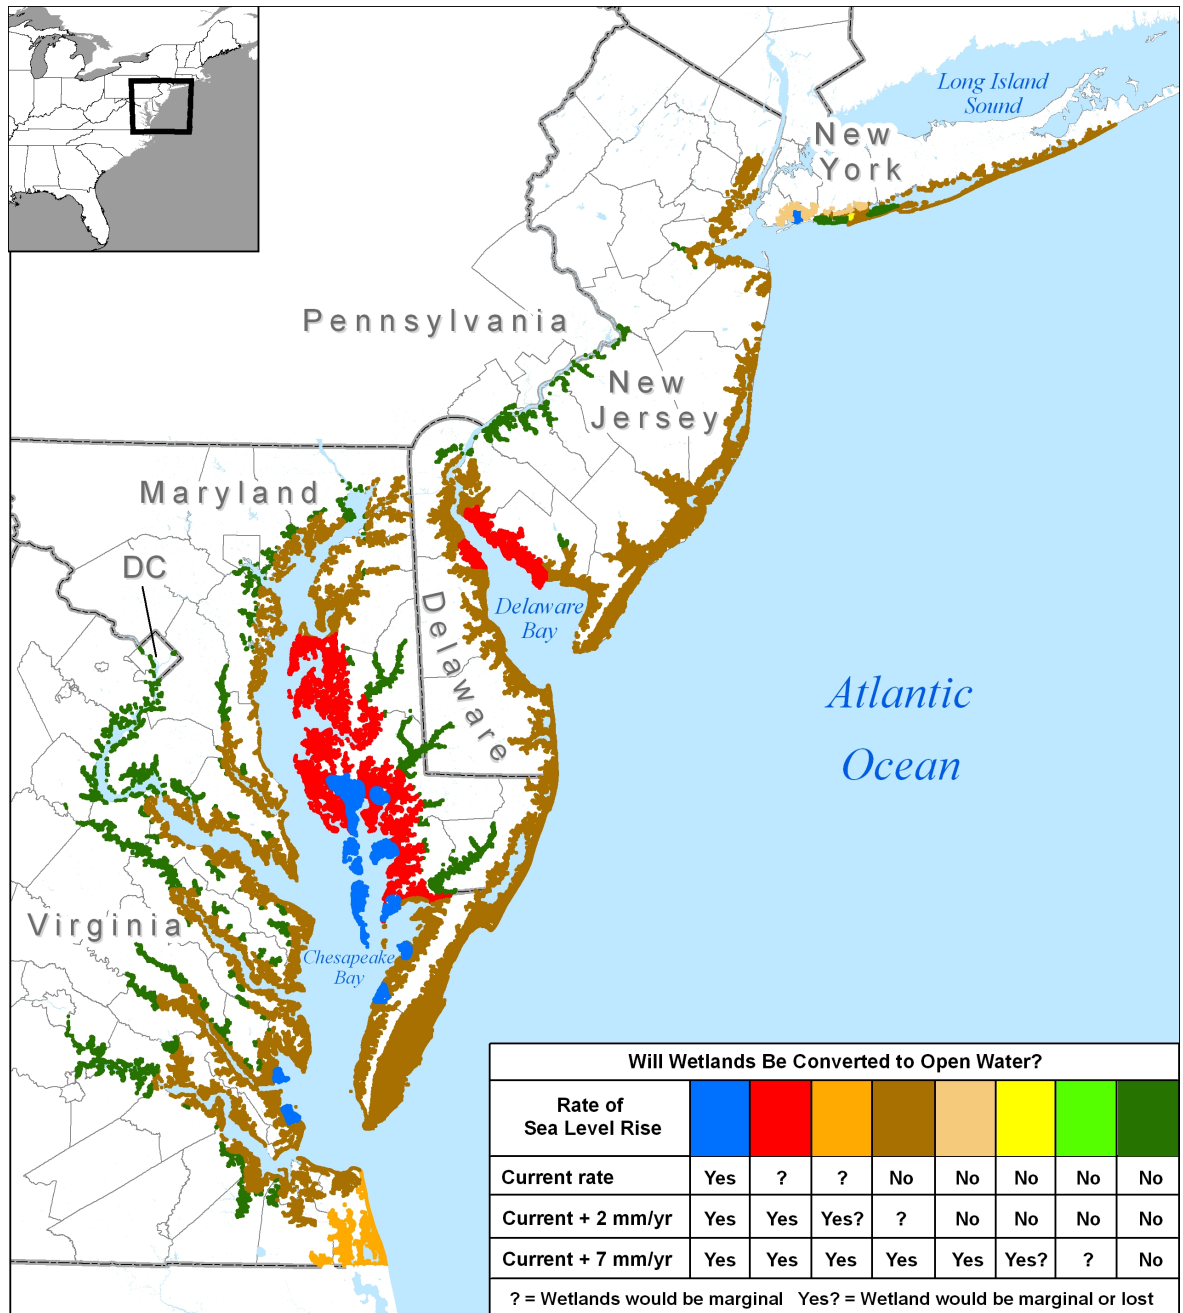 Long Island
Sound
New
York
Pennsylvania
New
Jersey
Maryland
DC
Delaware
Delaware
Bay
Atlantic
Ocean
Virginia
Chesapeake
Bay
Will Wetlands Be Converted to Open Water?
Rate of
Sea Level Rise
Current rate Yes ? ? No No No No No
Current + 2 mm/yr Yes Yes Yes? ? No No No No
Current + 7 mm/yr Yes Yes Yes Yes Yes Yes? ? No
? = Wetlands would be marginal Yes? = Wetland would be marginal or lost